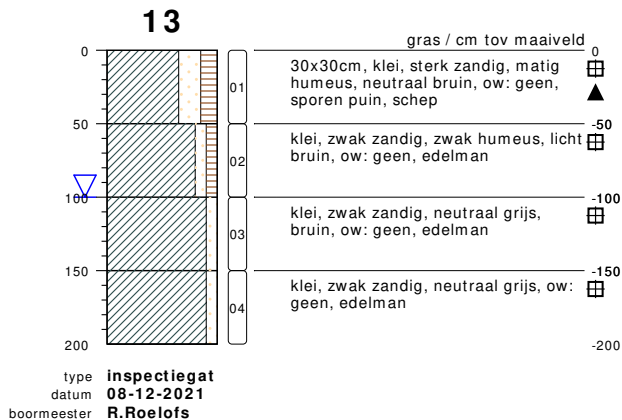 13
gras / cm tov maaiveld
0
0
30x30cm, klei, sterk zandig, matig
humeus, neutraal bruin, ow: geen,
sporen puin, schep
01
50
-50
klei, zwak zandig, zwak humeus, licht
bruin, ow: geen, edelman
02
100
-100
klei, zwak zandig, neutraal grijs,
bruin, ow: geen, edelman
03
150
-150
klei, zwak zandig, neutraal grijs, ow:
geen, edelman
04
200
-200
type inspectiegat
datum 08-12-2021
boormeester R.Roelofs